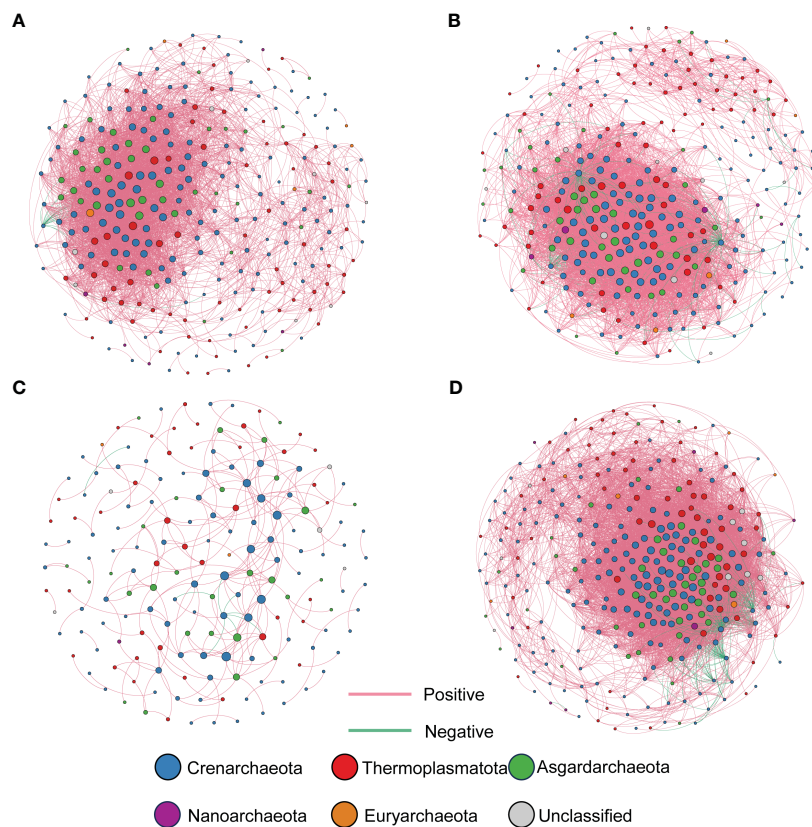 A
B
C
D
Positive
Negative
Crenarchaeota
Thermoplasmatota
Asgardarchaeota
Nanoarchaeota
Euryarchaeota
Unclassified